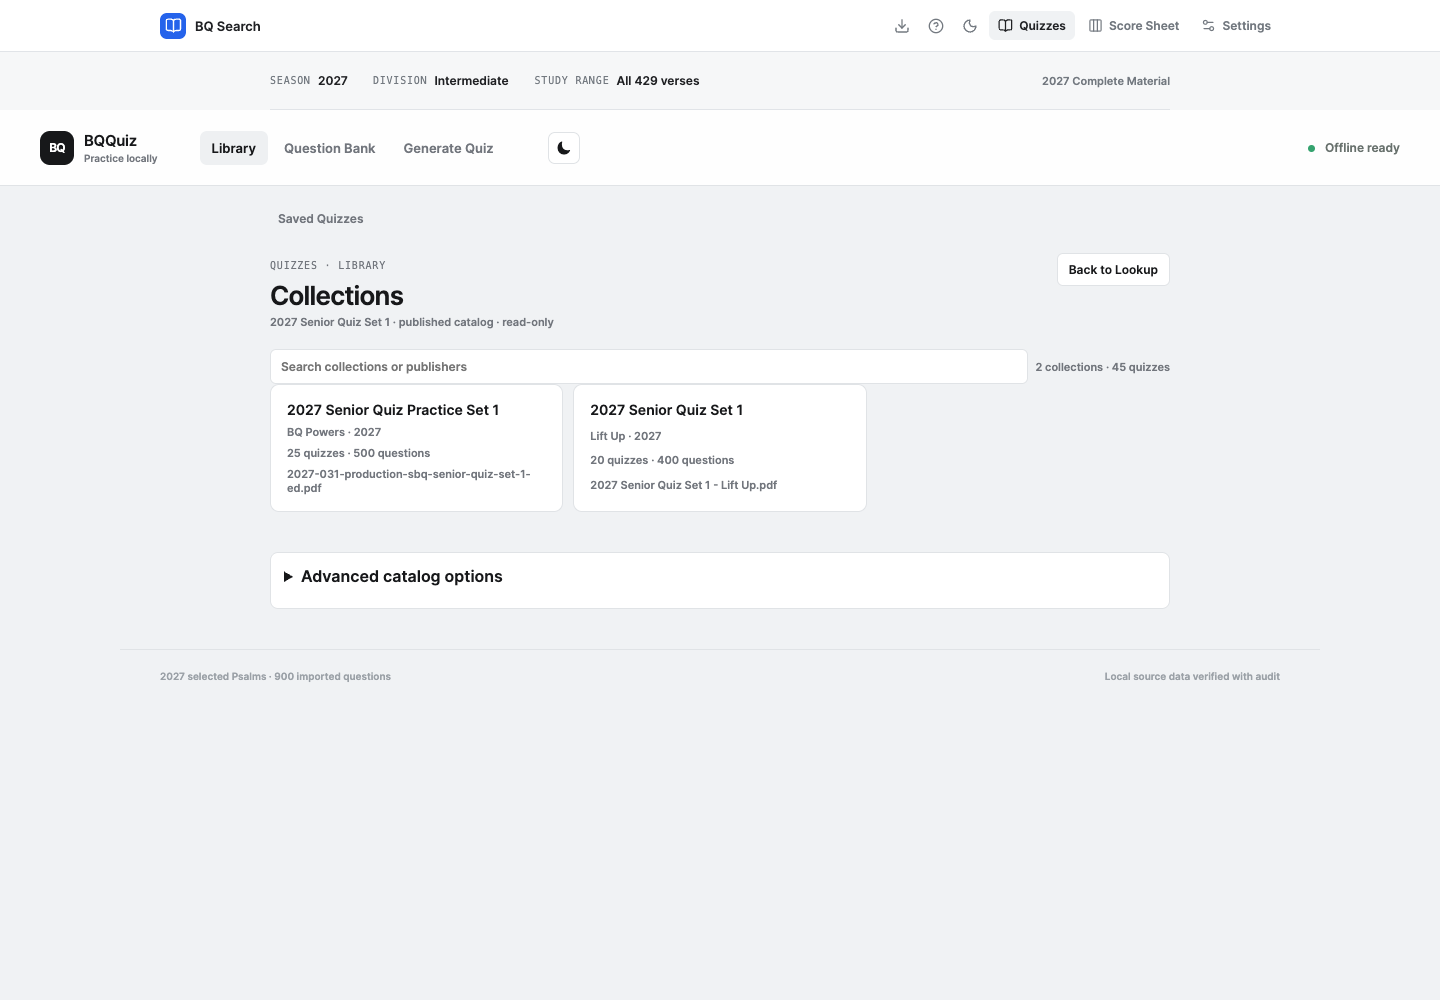 BQ Search
Quizzes
Score Sheet
Settings
SEASON 2027 DIVISION Intermediate STUDY RANGE All 429 verses
2027 Complete Material
BQ
BQQuiz
Practice locally
Library
Question Bank
Generate Quiz
Offline ready
Saved Quizzes
QUIZZES · LIBRARY
Back to Lookup
Collections
2027 Senior Quiz Set 1 · published catalog · read-only
Search collections or publishers
2 collections · 45 quizzes
2027 Senior Quiz Practice Set 1
BQ Powers · 2027
25 quizzes · 500 questions
2027-031-production-sbq-senior-quiz-set-1-
ed.pdf
2027 Senior Quiz Set 1
Lift Up · 2027
20 quizzes · 400 questions
2027 Senior Quiz Set 1 - Lift Up.pdf
Advanced catalog options
2027 selected Psalms · 900 imported questions
Local source data verified with audit